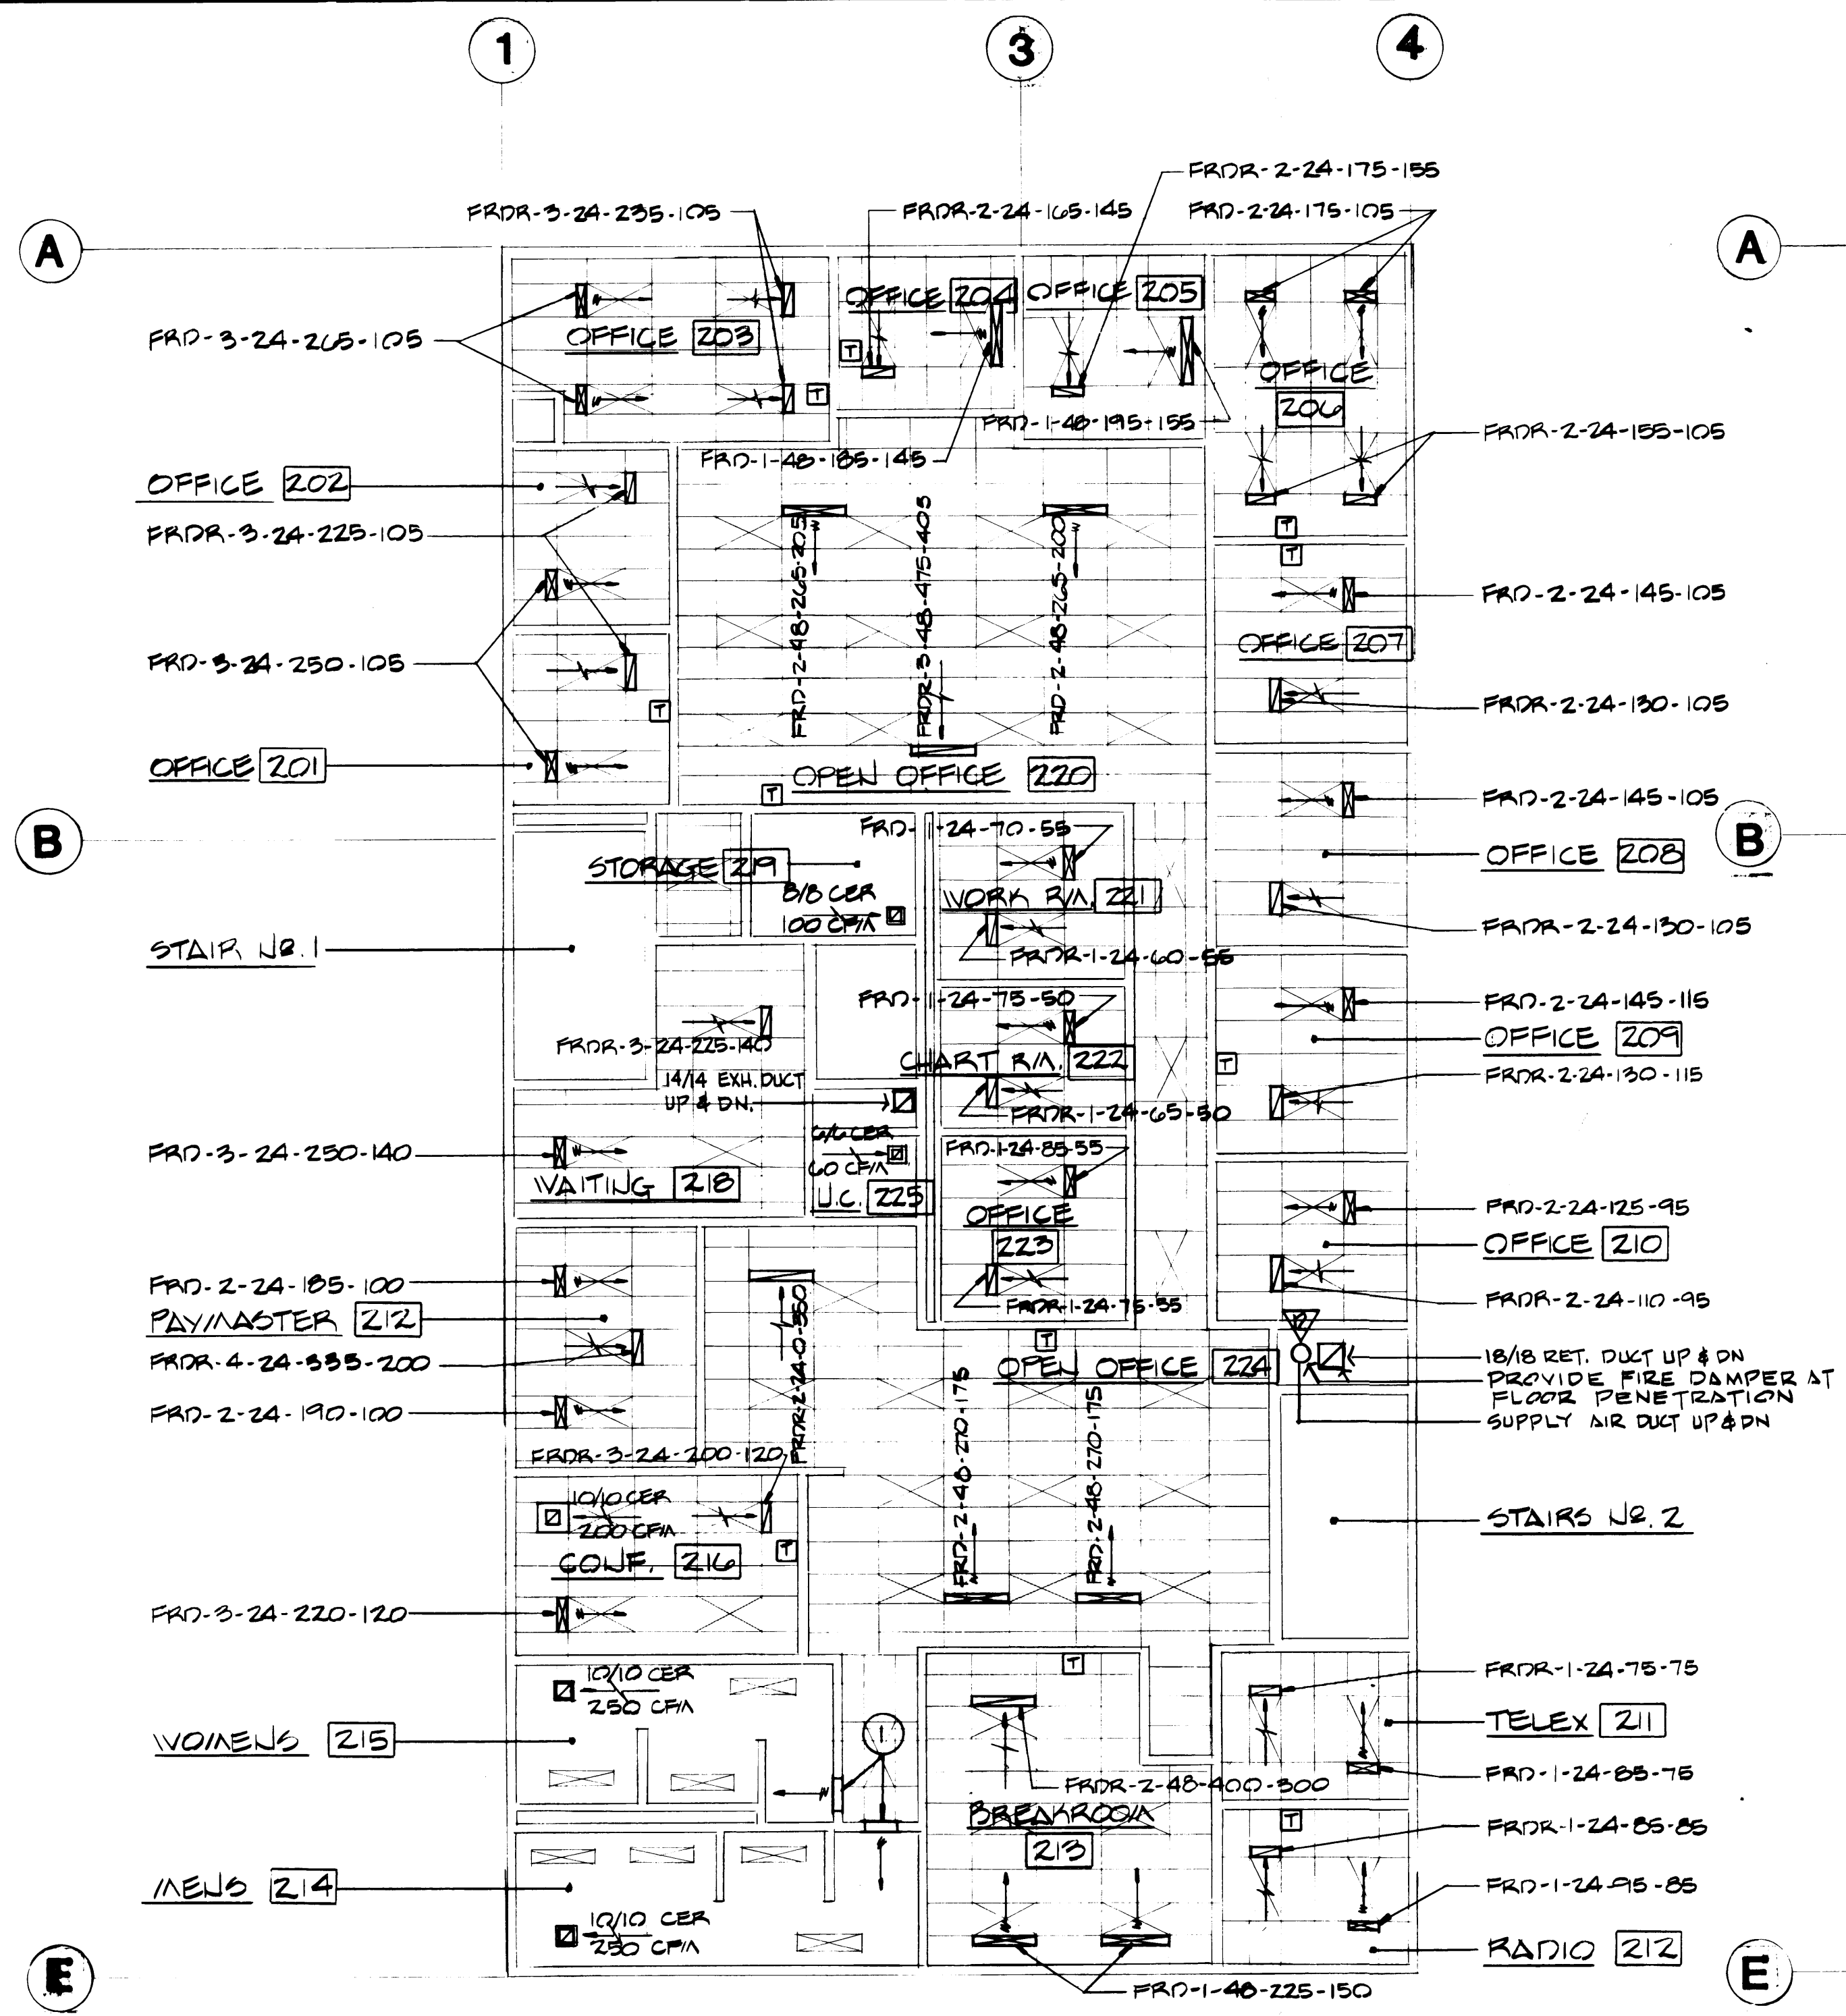 1
3
4
FRDR-2-24-175-155
FRDR-3-24-235-105
FRDR-2-24-165-145
FRD-2-24-175-105
A
A
OFFICE 204
OFFICE 205
FRD-3-24-265-105
OFFICE 203
T
OFFICE
206
T
FRD-1-48-195-155
FRDR-2-24-155-105
FRD-1-48-185-145
OFFICE 202
FRDR-3-24-225-105
T
T
FRD-2-48-265-205
FRDR-3-48-475-405
FRD-2-48-265-200
FRD-2-24-145-105
OFFICE 207
FRD-3-24-250-105
T
FRDR-2-24-130-105
OFFICE 201
OPEN OFFICE 220
T
FRD-2-24-145-105
B
FRD-1-24-70-55
B
STORAGE 219
OFFICE 208
8/8 CER
100 CFM
WORK RM. 221
STAIR No. 1
FRDR-2-24-130-105
FRDR-1-24-60-55
FRD-1-24-75-50
FRD-2-24-145-115
FRDR-3-24-225-140
CHART RM. 222
OFFICE 209
T
14/14 EXH. DUCT
UP & DN.
FRDR-2-24-130-115
FRDR-1-24-65-50
6/6 CER
60 CFM
FRD-3-24-250-140
FRD-1-24-85-55
WAITING 218
J.C. 225
OFFICE
223
FRD-2-24-125-95
OFFICE 210
FRD-2-24-185-100
PAYMASTER 212
FRDR-4-24-335-200
FRDR-2-24-0-350
FRDR-1-24-75-55
FRDR-2-24-110-95
T
OPEN OFFICE 224
18/18 RET. DUCT UP & DN
PROVIDE FIRE DAMPER AT
FLOOR PENETRATION
SUPPLY AIR DUCT UP & DN
FRD-2-24-190-100
FRDR-3-24-200-120
FRD-2-48-270-175
FRD-2-48-270-175
10/10 CER
200 CFM
CONF. 216
T
STAIRS No. 2
FRD-3-24-220-120
10/10 CER
250 CFM
T
FRDR-1-24-75-75
WOMENS 215
1
TELEX 211
FRDR-2-48-400-300
FRD-1-24-85-75
BREAKROOM
213
T
FRDR-1-24-85-85
MENS 214
FRD-1-24-95-85
10/10 CER
250 CFM
RADIO 212
E
E
FRD-1-48-225-150